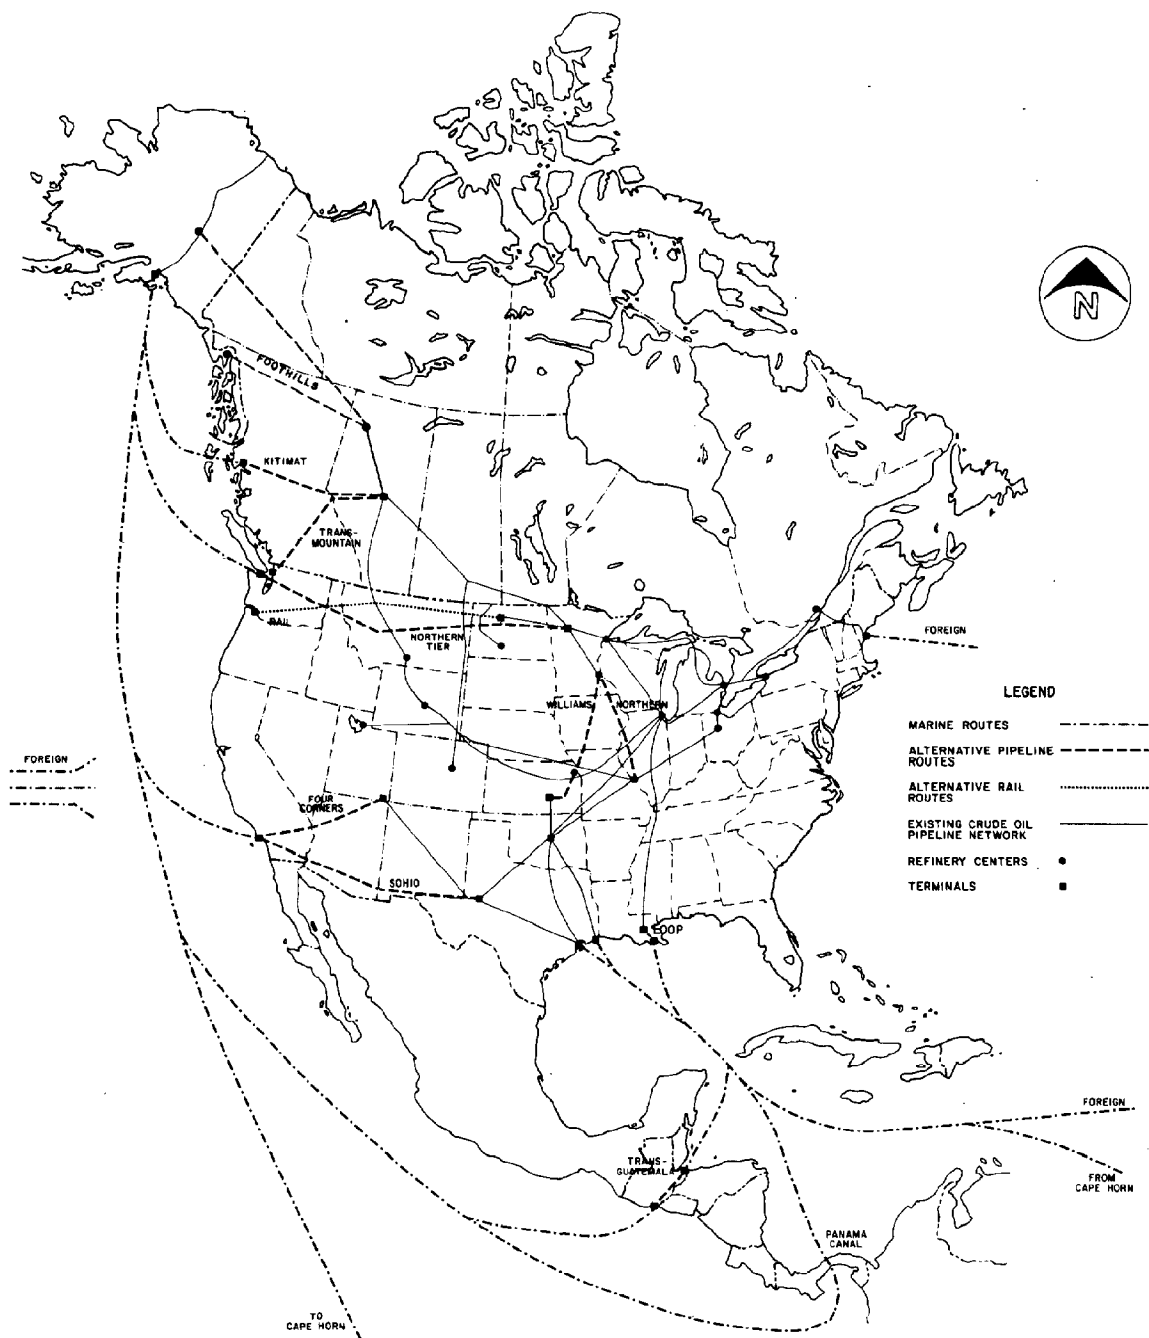 N
FOOTHILLS
KITIMAT
TRANS-
MOUNTAIN
RAIL
NORTHERN
TIER
FOREIGN
WILLIAMS
NORTHERN
FOREIGN
FOUR
CORNERS
SOHIO
LOOP
LEGEND
MARINE ROUTES
ALTERNATIVE PIPELINE
ROUTES
ALTERNATIVE RAIL
ROUTES
EXISTING CRUDE OIL
PIPELINE NETWORK
REFINERY CENTERS
TERMINALS
FOREIGN
TRANS-
GUATEMALA
FROM
CAPE HORN
PANAMA
CANAL
TO
CAPE HORN